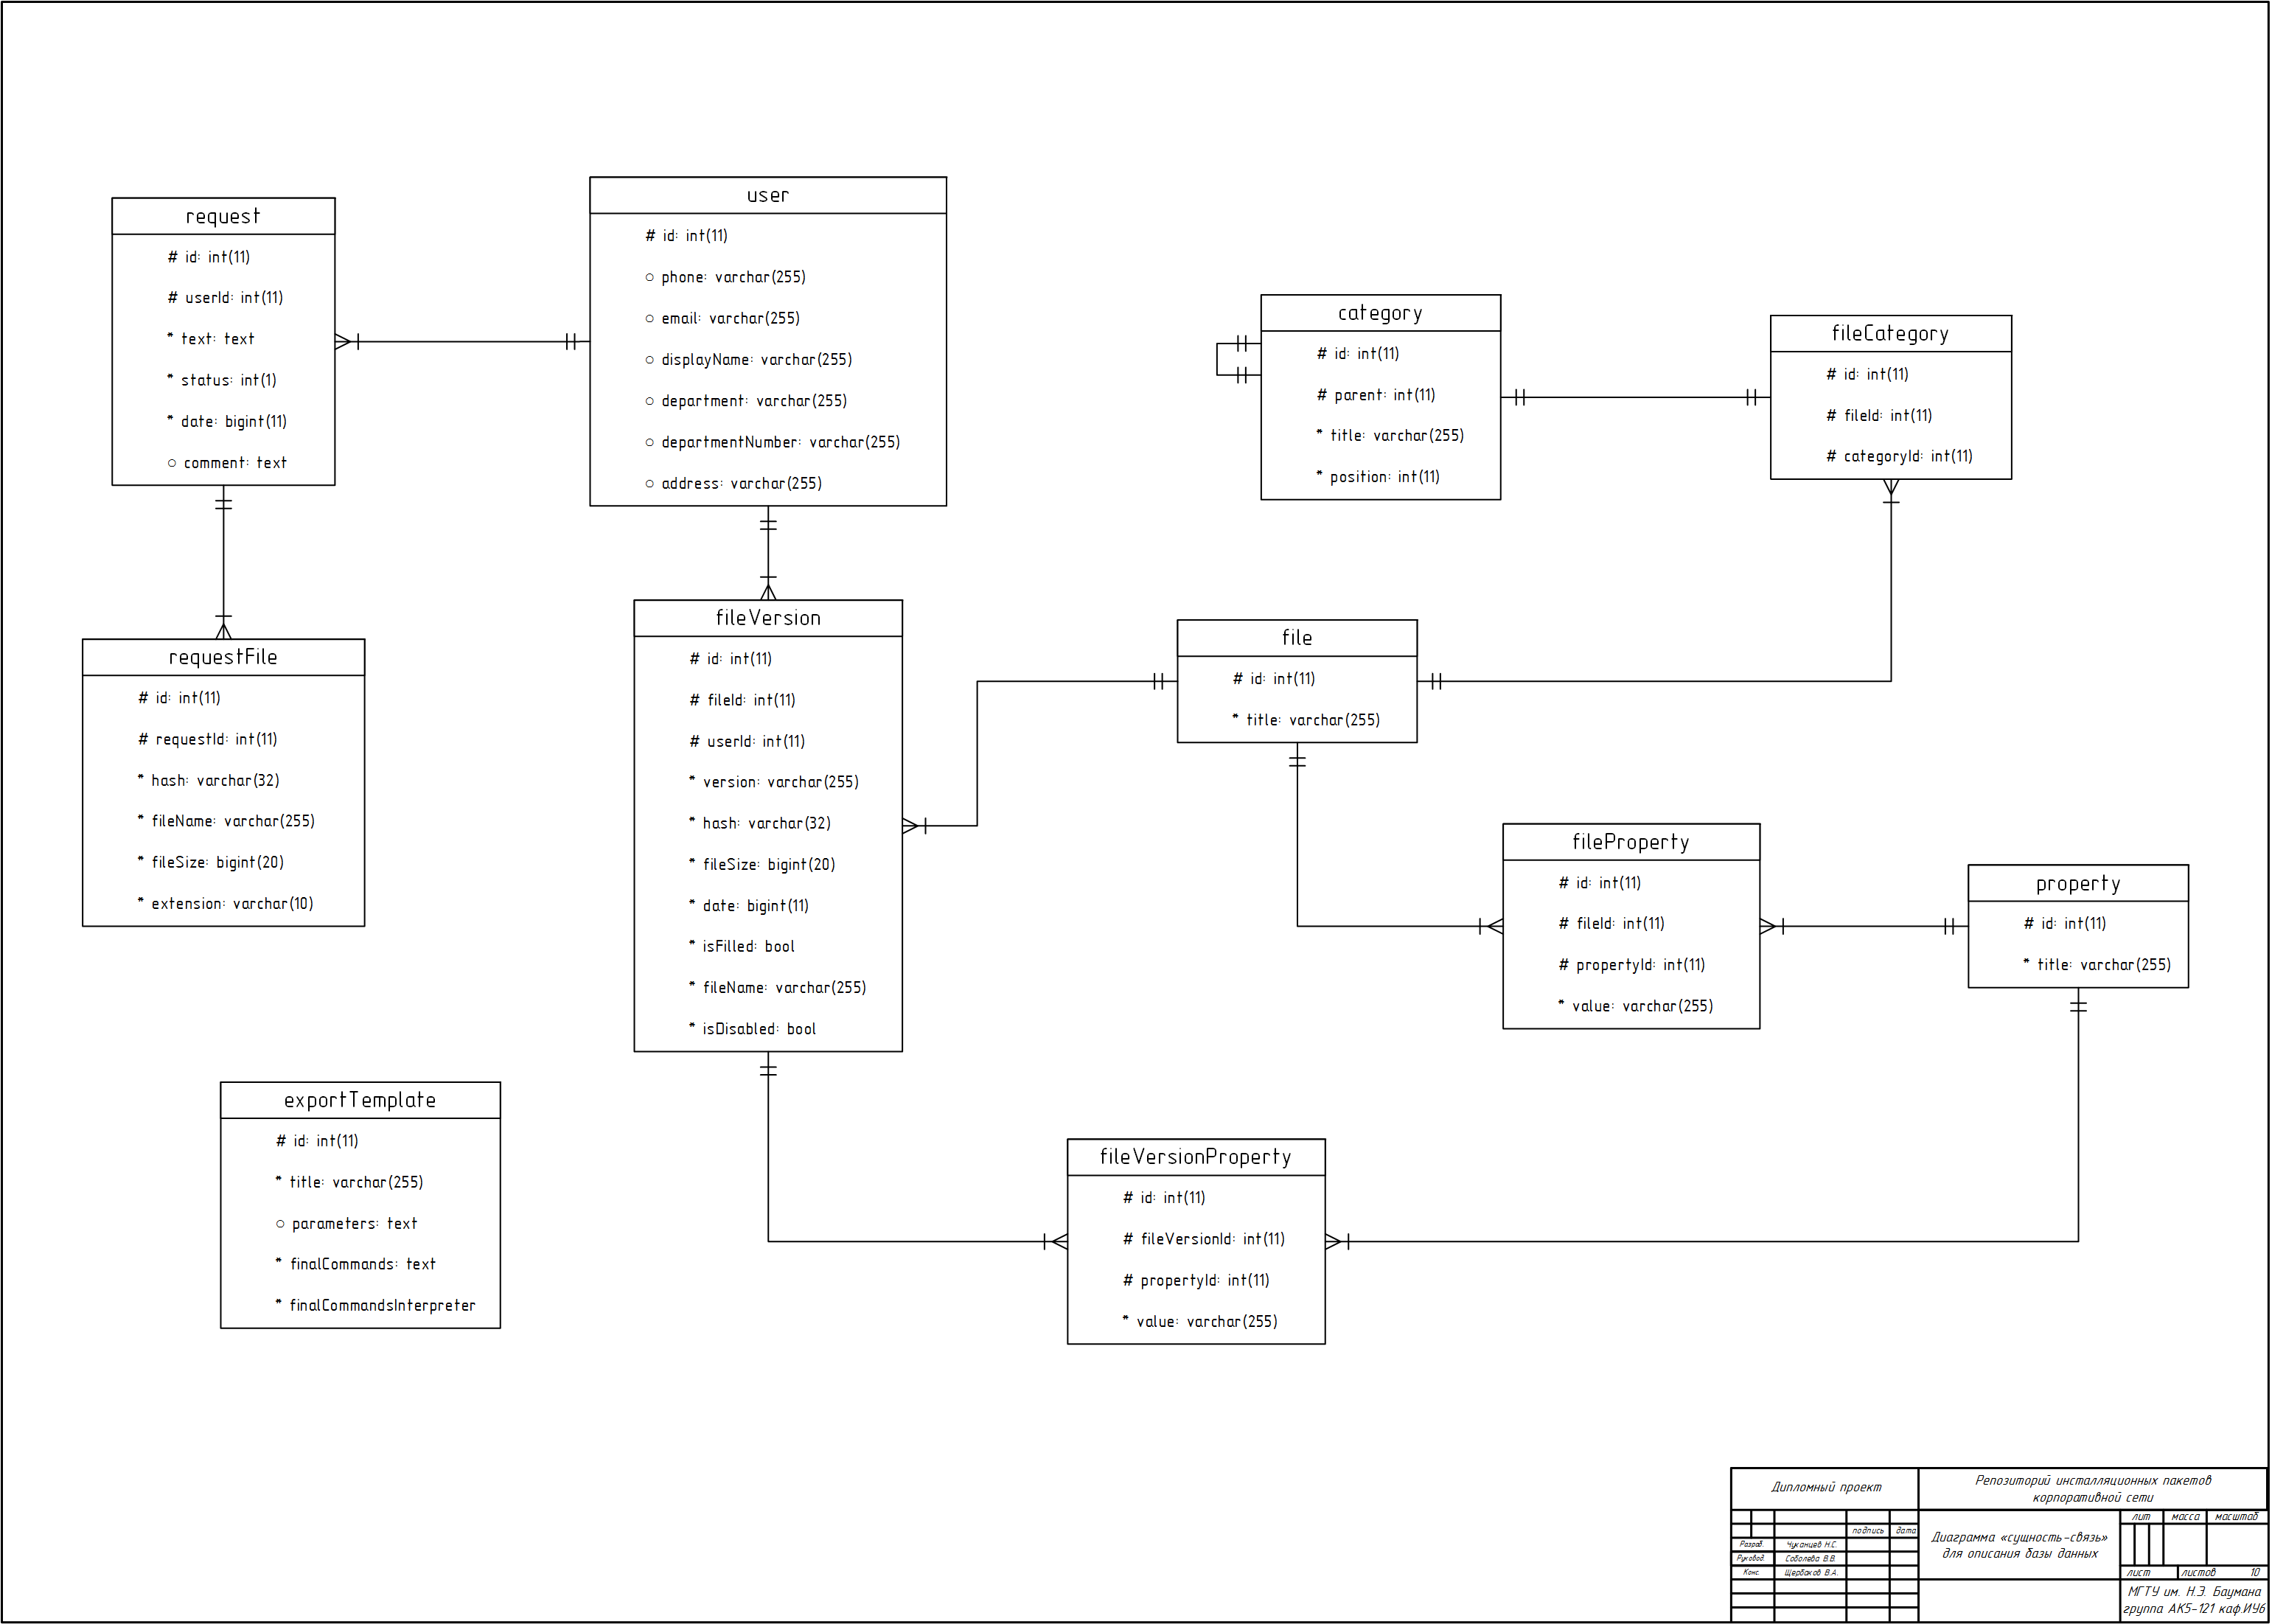 request
# id: int(11)
# userId: int(11)
* text: text
* status: int(1)
* date: bigint(11)
○ comment: text
user
# id: int(11)
○ phone: varchar(255)
○ email: varchar(255)
○ displayName: varchar(255)
○ department: varchar(255)
○ departmentNumber: varchar(255)
○ address: varchar(255)
category
# id: int(11)
# parent: int(11)
* title: varchar(255)
* position: int(11)
fileCategory
# id: int(11)
# fileId: int(11)
# categoryId: int(11)
requestFile
# id: int(11)
# requestId: int(11)
* hash: varchar(32)
* fileName: varchar(255)
* fileSize: bigint(20)
* extension: varchar(10)
fileVersion
# id: int(11)
# fileId: int(11)
# userId: int(11)
* version: varchar(255)
* hash: varchar(32)
* fileSize: bigint(20)
* date: bigint(11)
* isFilled: bool
* fileName: varchar(255)
* isDisabled: bool
file
# id: int(11)
* title: varchar(255)
fileProperty
# id: int(11)
# fileId: int(11)
# propertyId: int(11)
* value: varchar(255)
property
# id: int(11)
* title: varchar(255)
exportTemplate
# id: int(11)
* title: varchar(255)
○ parameters: text
* finalCommands: text
* finalCommandsInterpreter
fileVersionProperty
# id: int(11)
# fileVersionId: int(11)
# propertyId: int(11)
* value: varchar(255)
Дипломный проект
Репозиторий инсталляционных пакетов
корпоративной сети
подпись дата
Разраб. Чуканцев Н.С.
Руковод. Соболева В.В.
Конс. Щербаков В.А.
Диаграмма «сущность-связь»
для описания базы данных
лит масса масштаб
лист листов 10
МГТУ им. Н.Э. Баумана
группа АК5-121 каф.ИУ6